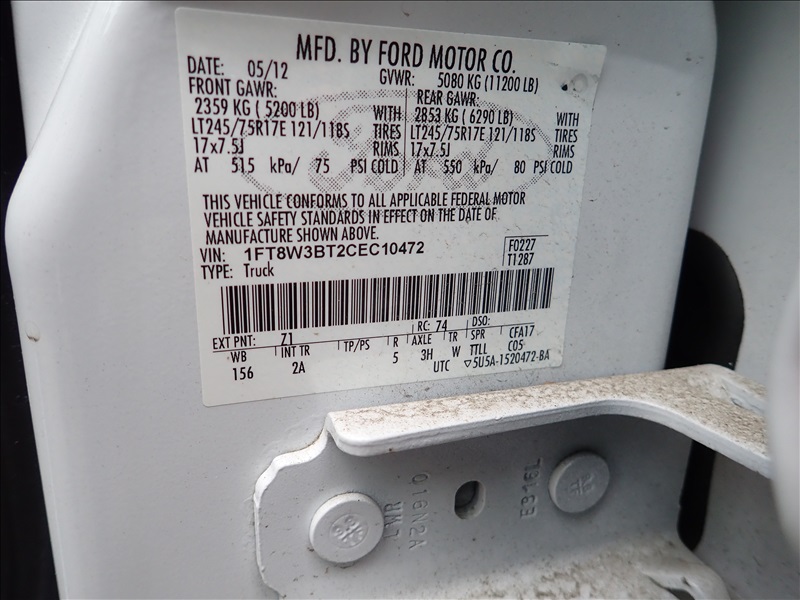 MFD. BY FORD MOTOR CO.
DATE: 05/12 GVWR: 5080 KG (11200 LB)
FRONT GAWR: REAR GAWR:
2359 KG ( 5200 LB) WITH 2853 KG ( 6290 LB) WITH
LT245/75R17E 121/118S TIRES LT245/75R17E 121/118S TIRES
17x7.5J RIMS 17x7.5J RIMS
AT 515 kPa/ 75 PSI COLD AT 550 kPa/ 80 PSI COLD
THIS VEHICLE CONFORMS TO ALL APPLICABLE FEDERAL MOTOR
VEHICLE SAFETY STANDARDS IN EFFECT ON THE DATE OF
MANUFACTURE SHOWN ABOVE.
VIN: 1FT8W3BT2CEC10472 F0227
TYPE: Truck T1287
EXT PNT: Z1 RC: 74 DSO:
WB INT TR TP/PS R AXLE TR SPR CFA17
156 2A 5 3H W TTLL C05
UTC ▽5U5A-1520472-BA
LWR
016N2A
E916L